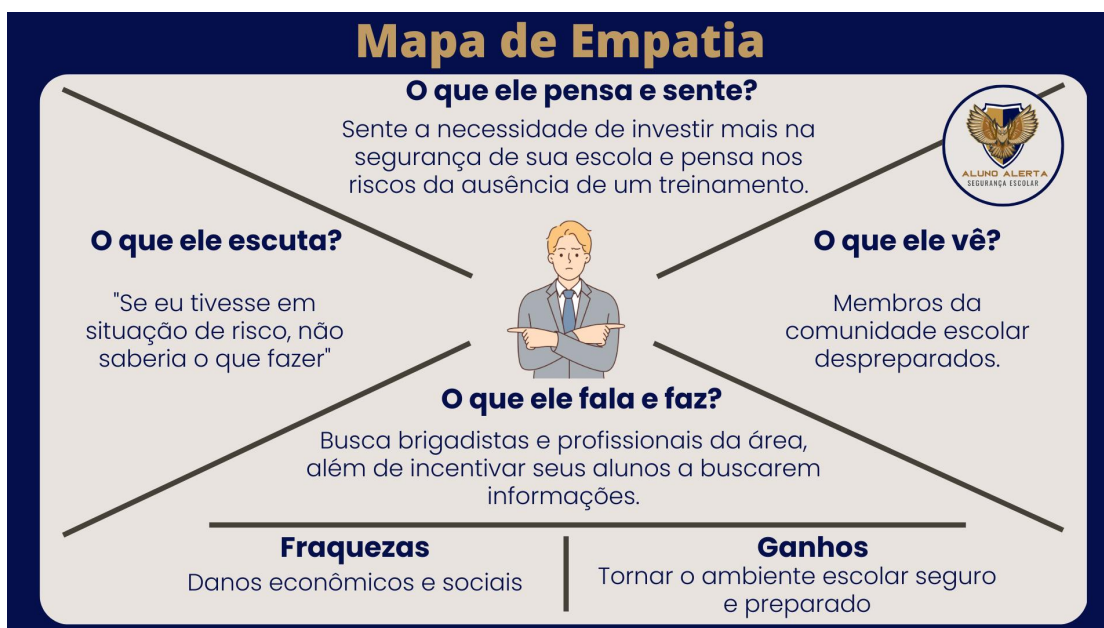 Mapa de Empatia
O que ele pensa e sente?
Sente a necessidade de investir mais na
segurança de sua escola e pensa nos
riscos da ausência de um treinamento.
ALUNO ALERTA
SEGURANÇA ESCOLAR
O que ele escuta?
"Se eu tivesse em
situação de risco, não
saberia o que fazer"
O que ele vê?
Membros da
comunidade escolar
despreparados.
O que ele fala e faz?
Busca brigadistas e profissionais da área,
além de incentivar seus alunos a buscarem
informações.
Fraquezas
Danos econômicos e sociais
Ganhos
Tornar o ambiente escolar seguro
e preparado